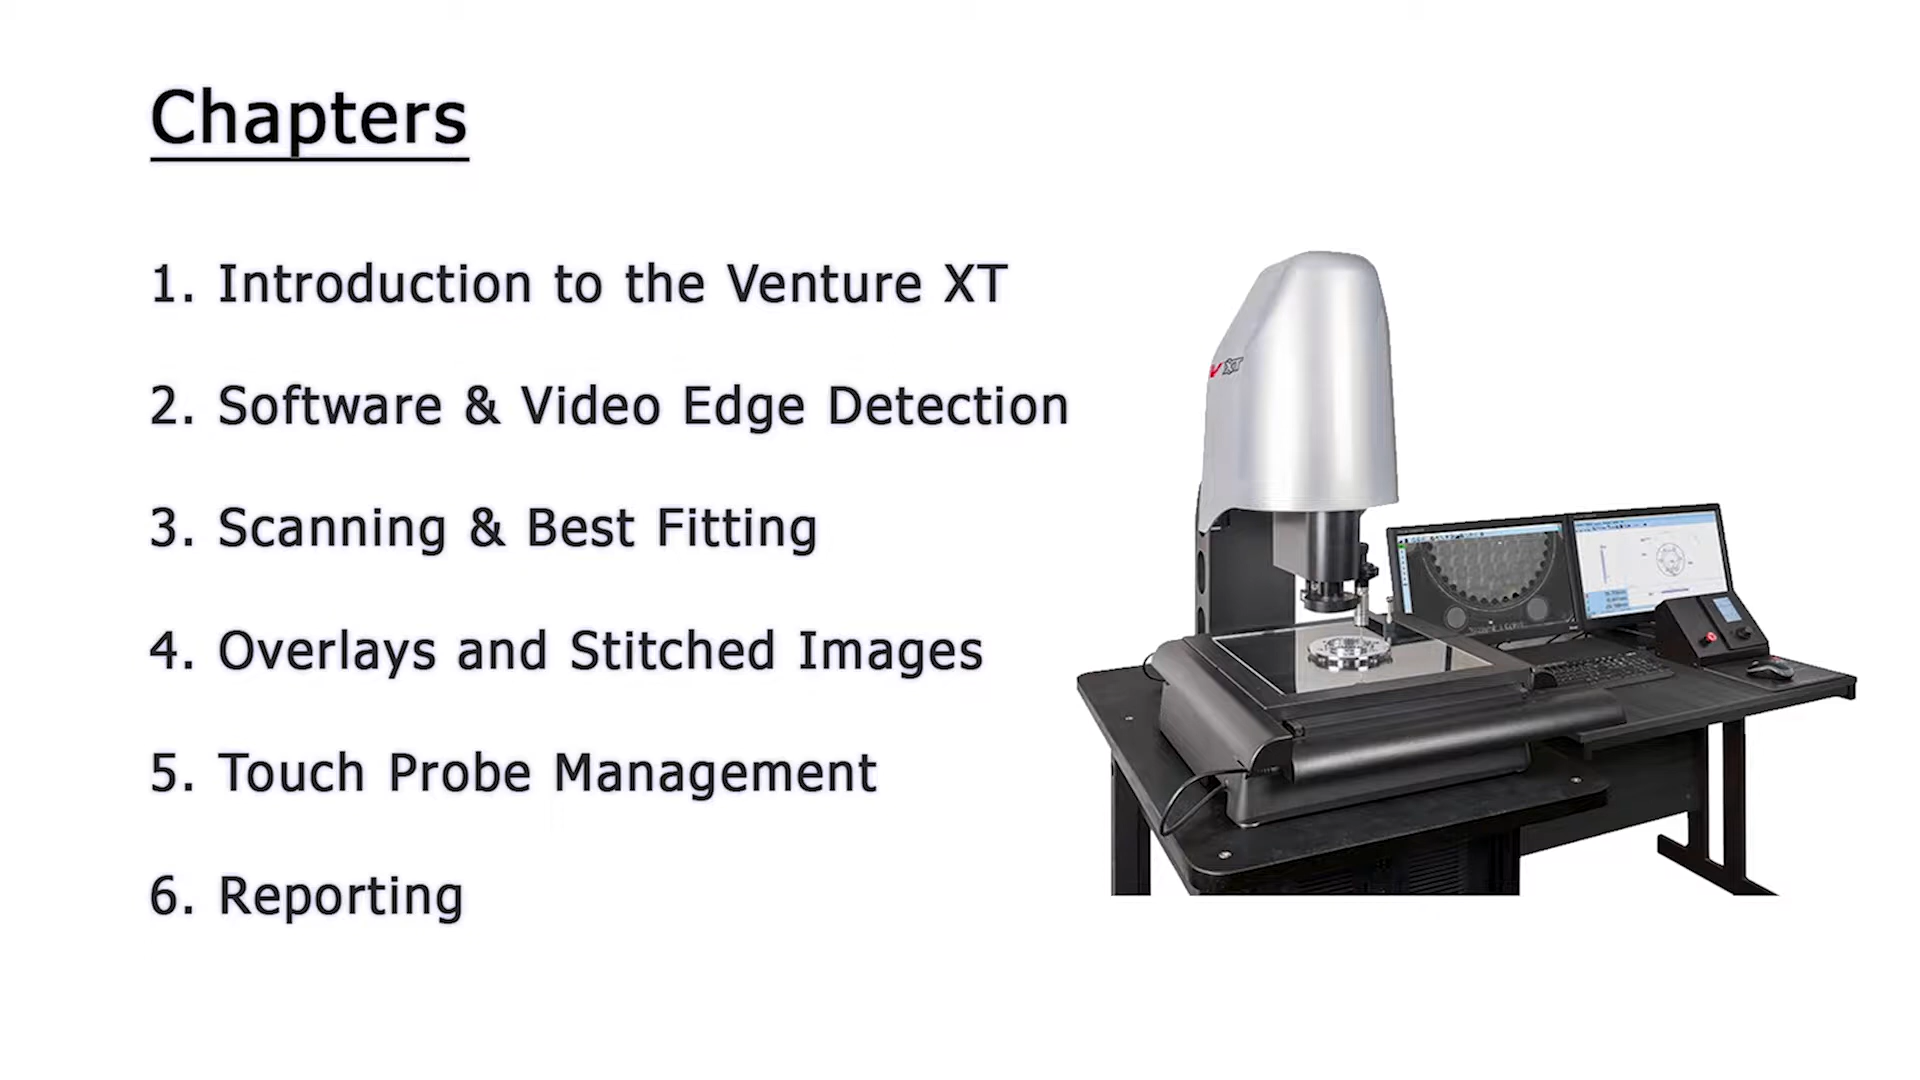 Chapters
1. Introduction to the Venture XT
2. Software & Video Edge Detection
3. Scanning & Best Fitting
4. Overlays and Stitched Images
5. Touch Probe Management
6. Reporting
XT